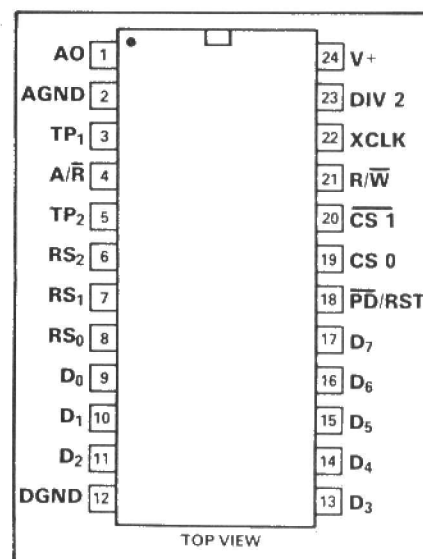 AO 1 24 V+
AGND 2 23 DIV 2
TP₁ 3 22 XCLK
A/R̅ 4 21 R/W̅
TP₂ 5 20 C̅S̅ ̅1̅
RS₂ 6 19 CS 0
RS₁ 7 18 P̅D̅/RST
RS₀ 8 17 D₇
D₀ 9 16 D₆
D₁ 10 15 D₅
D₂ 11 14 D₄
DGND 12 13 D₃
TOP VIEW